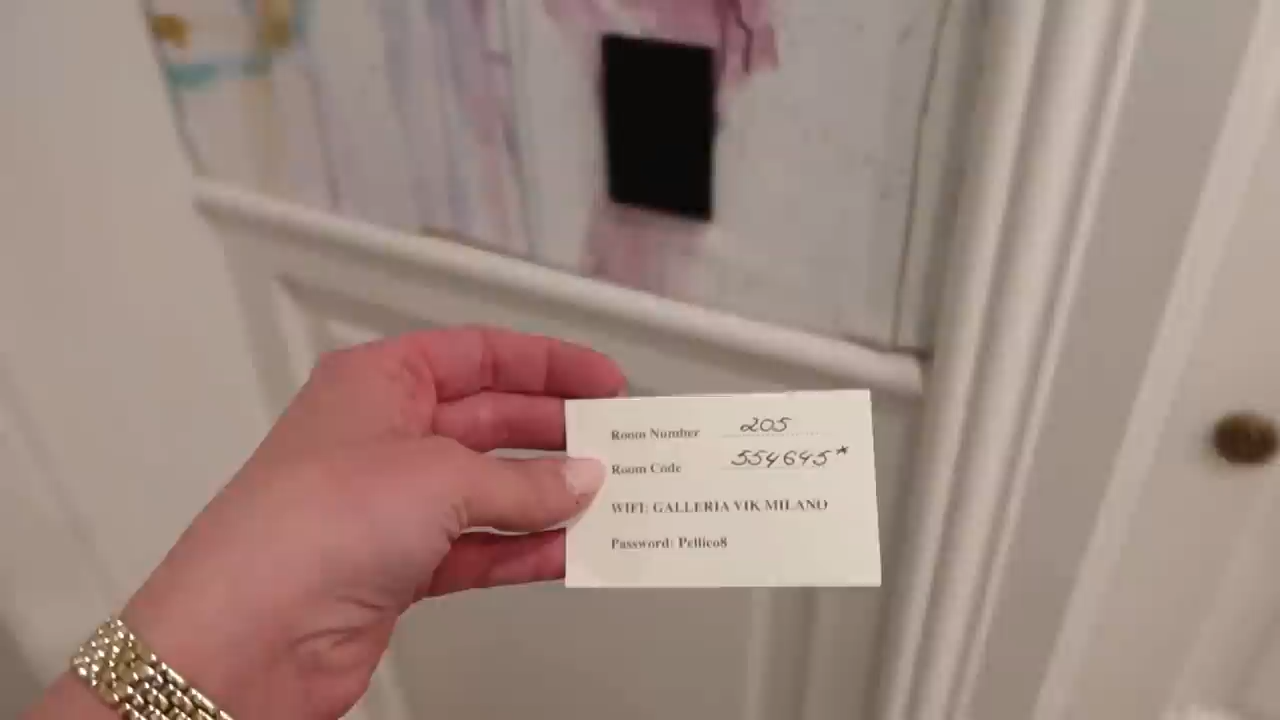 Room Number 205
Room Code 554645*
WIFI: GALLERIA VIK MILANO
Password: Pellico8